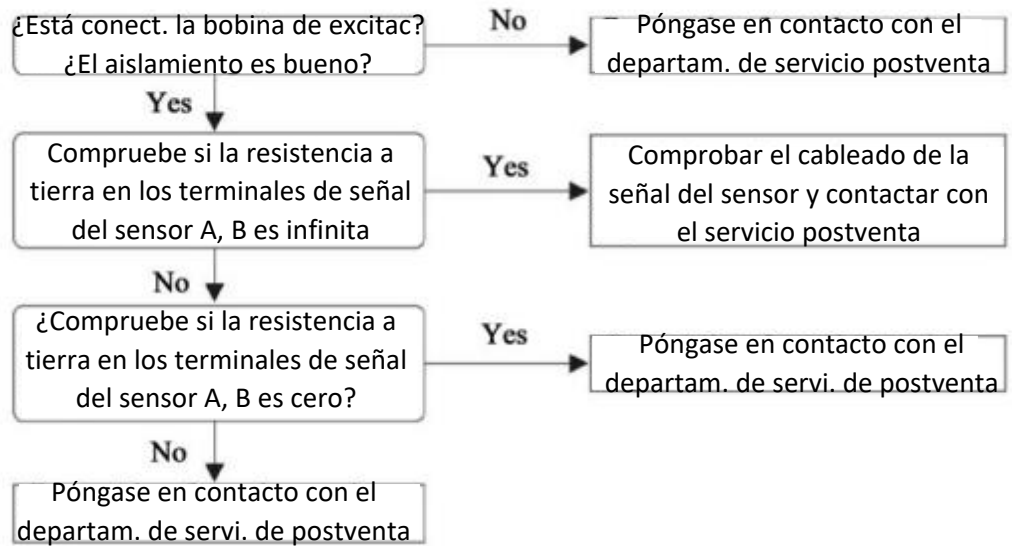 ¿Está conect. la bobina de excitac?
¿El aislamiento es bueno?
No
Póngase en contacto con el
departam. de servicio postventa
Yes
Compruebe si la resistencia a
tierra en los terminales de señal
del sensor A, B es infinita
Yes
Comprobar el cableado de la
señal del sensor y contactar con
el servicio postventa
No
¿Compruebe si la resistencia a
tierra en los terminales de señal
del sensor A, B es cero?
Yes
Póngase en contacto con el
departam. de servi. de postventa
No
Póngase en contacto con el
departam. de servi. de postventa